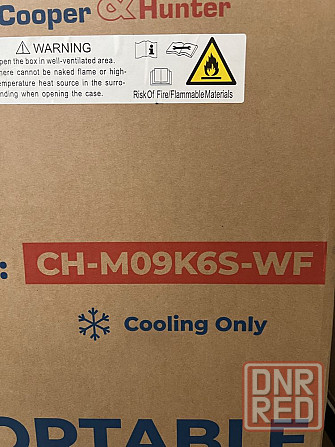 Cooper & Hunter
⚠ WARNING
pen the box in well-ventilated area.
here cannot be naked flame or high-
emperature heat source in the surro-
nding when opening the case.
Risk Of Fire/Flammable Materials
: CH-M09K6S-WF
Cooling Only
ORTABLE
DNR
RED